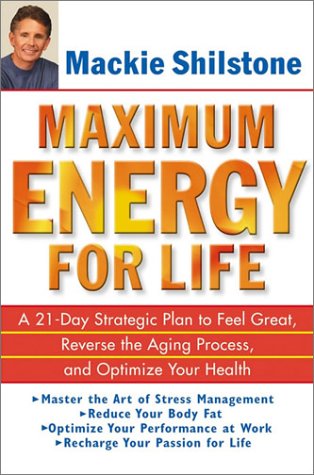 Mackie Shilstone
MAXIMUM
ENERGY
FOR LIFE
A 21-Day Strategic Plan to Feel Great,
Reverse the Aging Process,
and Optimize Your Health
▸Master the Art of Stress Management
▸Reduce Your Body Fat
▸Optimize Your Performance at Work
▸Recharge Your Passion for Life